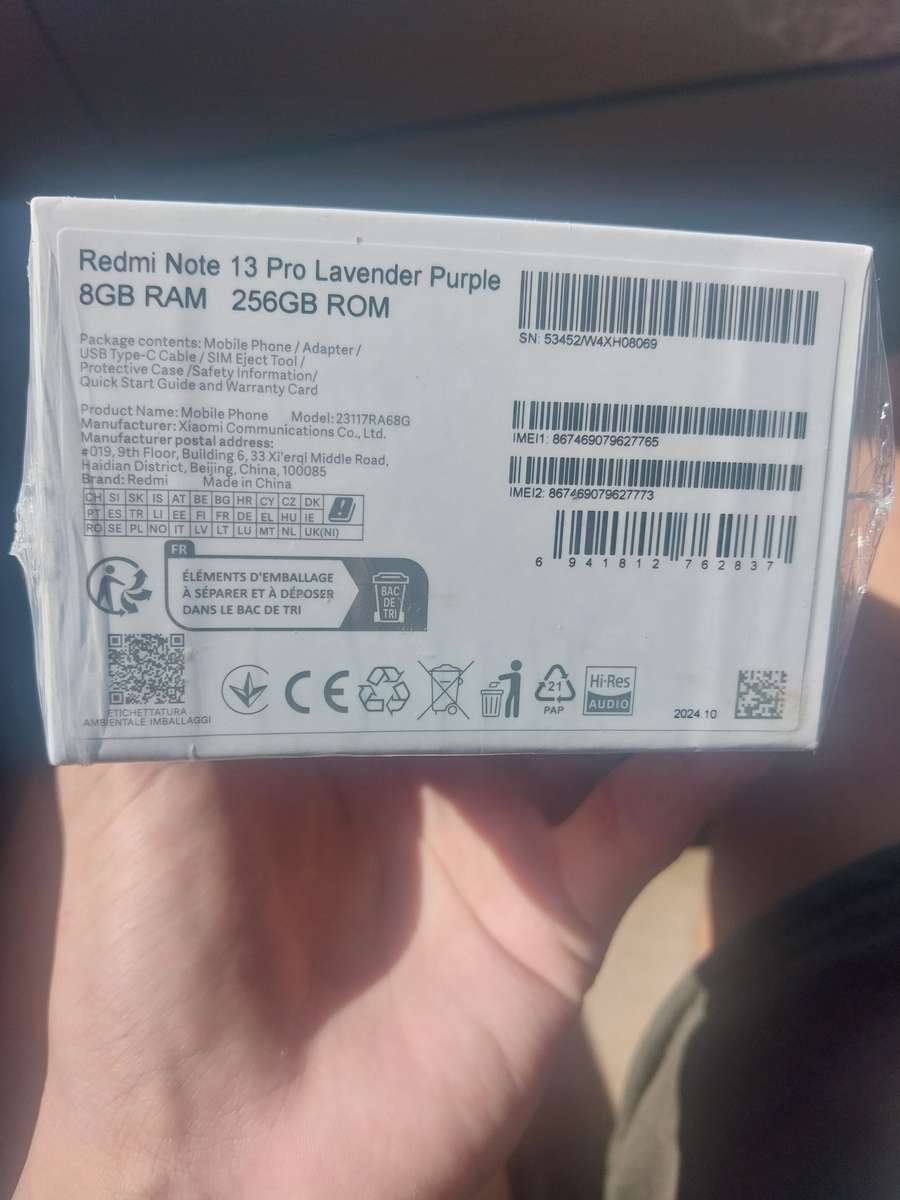 Redmi Note 13 Pro Lavender Purple
8GB RAM 256GB ROM
Package contents: Mobile Phone / Adapter /
USB Type-C Cable / SIM Eject Tool /
Protective Case /Safety Information/
Quick Start Guide and Warranty Card
Product Name: Mobile Phone Model: 23117RA68G
Manufacturer: Xiaomi Communications Co., Ltd.
Manufacturer postal address:
#019, 9th Floor, Building 6, 33 Xi'erqi Middle Road,
Haidian District, Beijing, China, 100085
Brand: Redmi Made in China
CH SI SK IS AT BE BG HR CY CZ DK
PT ES TR LI EE FI FR DE EL HU IE
RO SE PL NO IT LV LT LU MT NL UK(NI)
FR
ÉLÉMENTS D'EMBALLAGE
À SÉPARER ET À DÉPOSER
DANS LE BAC DE TRI
BAC
DE
TRI
ETICHETTATURA
AMBIENTALE IMBALLAGGI
CE
21
PAP
Hi-Res
AUDIO
SN: 53452/W4XH08069
IMEI1: 867469079627765
IMEI2: 867469079627773
6 941812 762837
2024.10